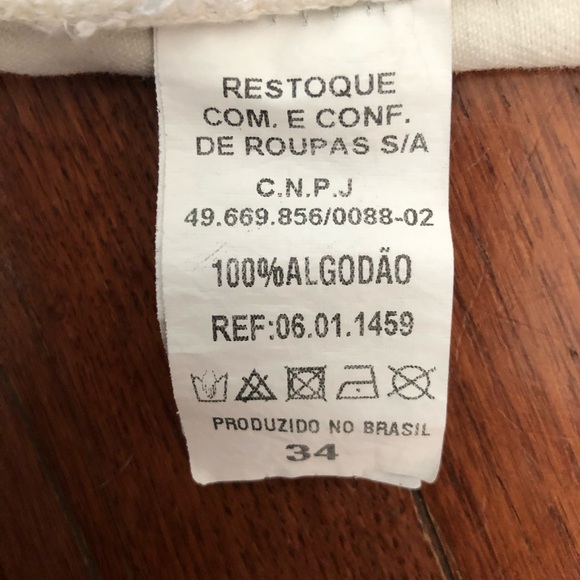 RESTOQUE
COM. E CONF.
DE ROUPAS S/A
C.N.P.J
49.669.856/0088-02
100%ALGODÃO
REF:06.01.1459
PRODUZIDO NO BRASIL
34